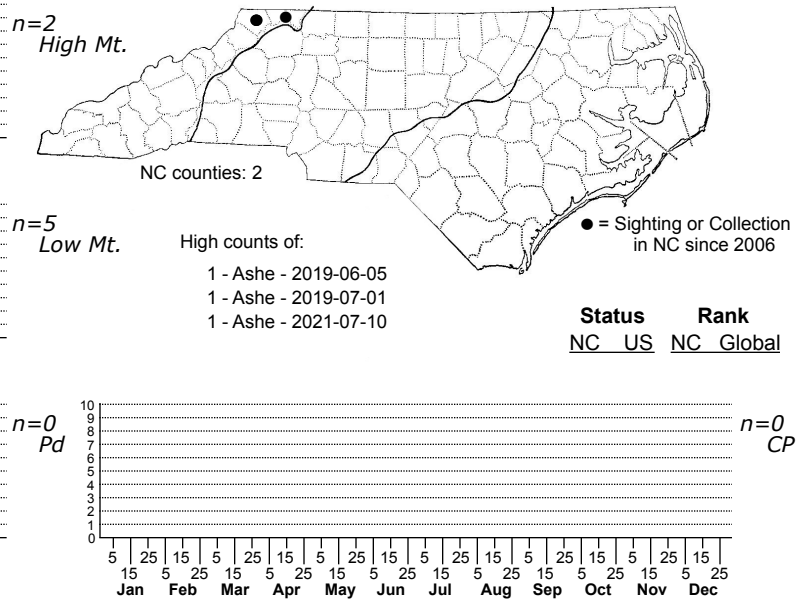 n=2
High Mt.
NC counties: 2
n=5
Low Mt.
High counts of:
1 - Ashe - 2019-06-05
1 - Ashe - 2019-07-01
1 - Ashe - 2021-07-10
● = Sighting or Collection
in NC since 2006
Status Rank
NC US NC Global
n=0
Pd
n=0
CP
10
9
8
7
6
5
4
3
2
1
0
5 25 15 5 25 15 5 25 15 5 25 15 5 25 15 5 25 15
15 5 25 15 5 25 15 5 25 15 5 25 15 5 25 15 5 25
Jan Feb Mar Apr May Jun Jul Aug Sep Oct Nov Dec